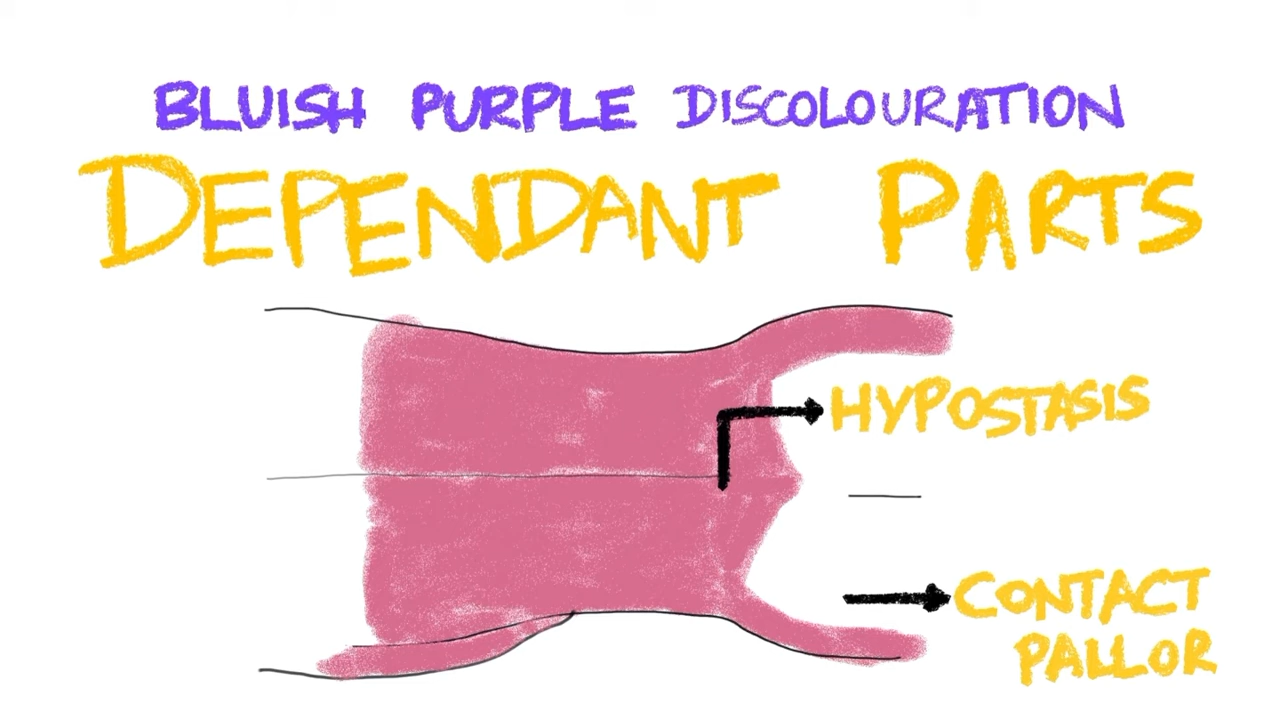 BLUISH PURPLE DISCOLOURATION
DEPENDANT PARTS
HYPOSTASIS
CONTACT
PALLOR